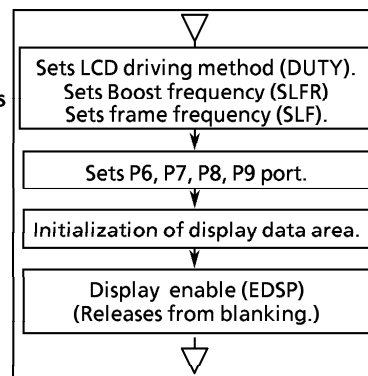 Sets LCD driving method (DUTY).
Sets Boost frequency (SLFR)
Sets frame frequency (SLF).
Sets P6, P7, P8, P9 port.
Initialization of display data area.
Display enable (EDSP)
(Releases from blanking.)